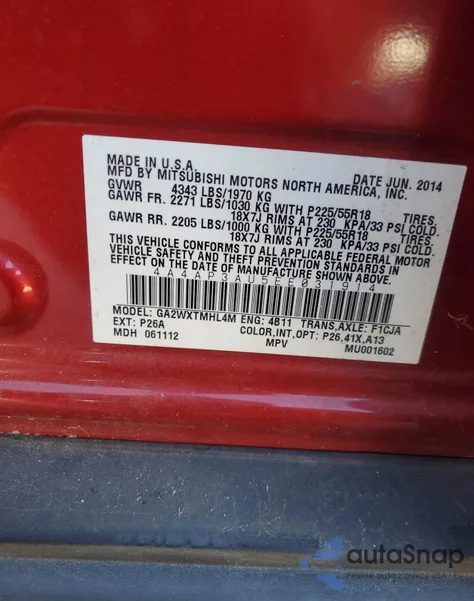 MADE IN U.S.A. DATE JUN. 2014
MFD BY MITSUBISHI MOTORS NORTH AMERICA, INC.
GVWR 4343 LBS/1970 KG
GAWR FR. 2271 LBS/1030 KG WITH P225/55R18 TIRES,
18X7J RIMS AT 230 KPA/33 PSI COLD.
GAWR RR. 2205 LBS/1000 KG WITH P225/55R18 TIRES,
18X7J RIMS AT 230 KPA/33 PSI COLD.
THIS VEHICLE CONFORMS TO ALL APPLICABLE FEDERAL MOTOR
VEHICLE SAFETY AND THEFT PREVENTION STANDARDS IN
EFFECT ON THE DATE OF MANUFACTURE SHOWN ABOVE.
4A4AP3AU5EE031914
MODEL: GA2WXTMHL4M ENG: 4B11 TRANS,AXLE: F1CJA
EXT: P26A COLOR,INT,OPT: P26,41X,A13
MDH 061112 MPV MU001602
autoSnap